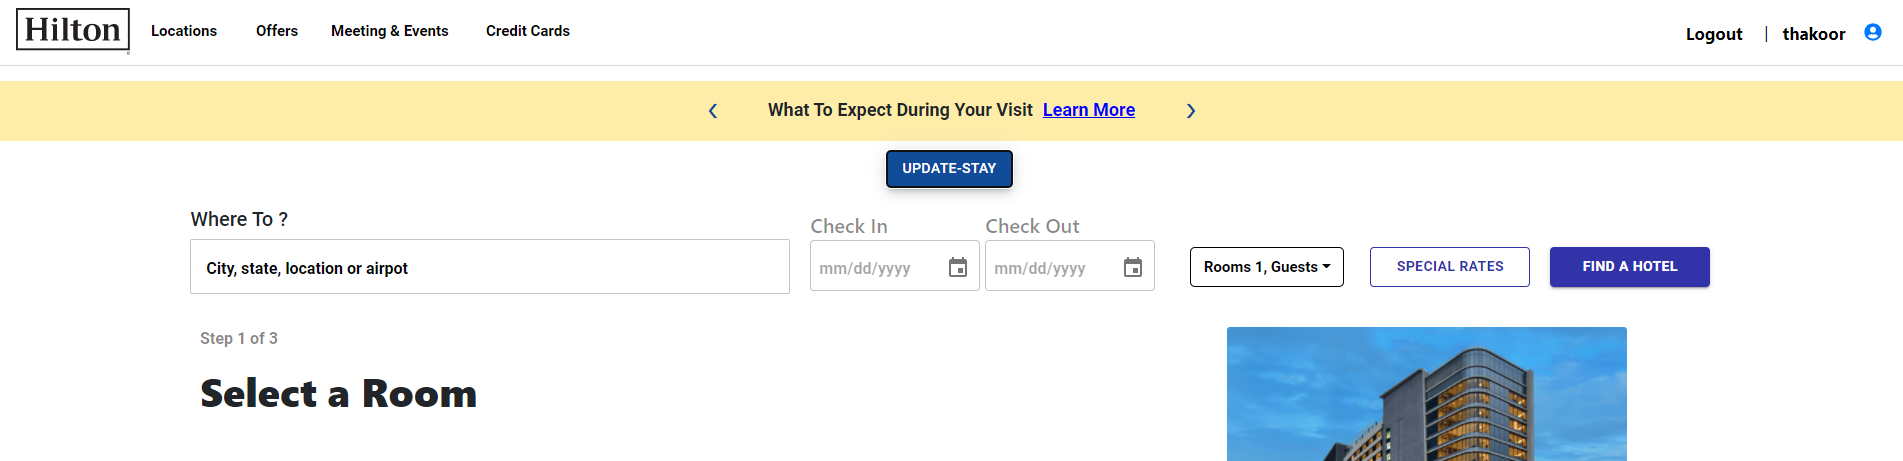 Hilton
Locations Offers Meeting & Events Credit Cards
Logout | thakoor
‹ What To Expect During Your Visit Learn More ›
UPDATE-STAY
Where To ?
Check In Check Out
City, state, location or airpot
mm/dd/yyyy mm/dd/yyyy
Rooms 1, Guests
SPECIAL RATES
FIND A HOTEL
Step 1 of 3
Select a Room